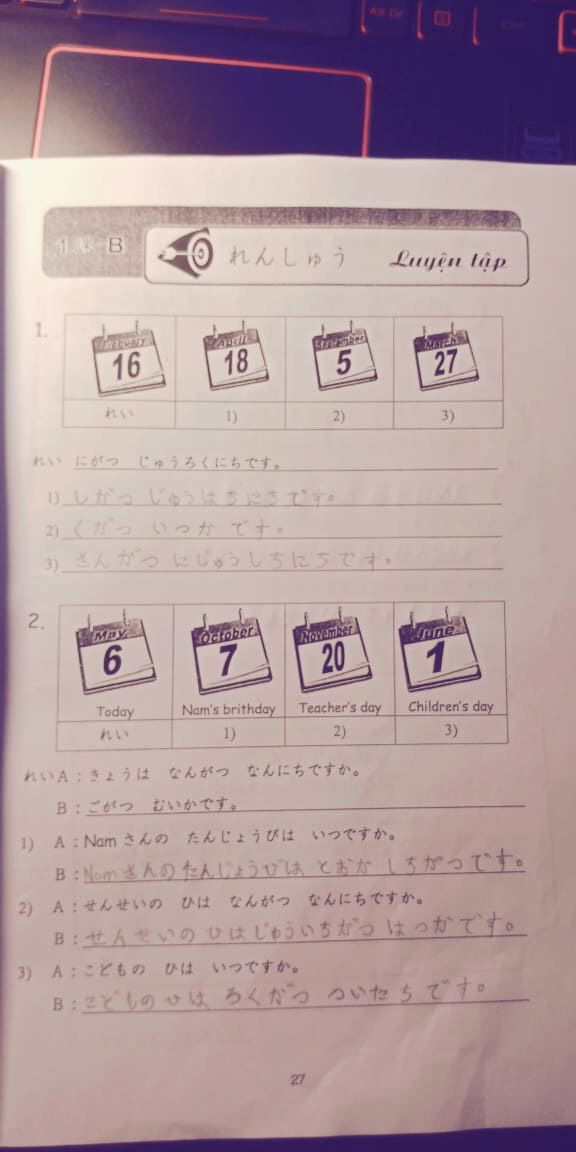 Alt Gr Ctrl
B れんしゅう Luyện tập
1.
February April September March
16 18 5 27
れい 1) 2) 3)
れい にがつ じゅうろくにちです。
1) しがつ じゅうはちにちです。
2) くがつ いつかです。
3) さんがつ にじゅうしちにちです。
2.
May October November June
6 7 20 1
Today Nam's brithday Teacher's day Children's day
れい 1) 2) 3)
れい A：きょうは なんがつ なんにちですか。
B：ごがつ むいかです。
1) A：Namさんの たんじょうびは いつですか。
B：Namさんのたんじょうびは とおか しちがつです。
2) A：せんせいの ひは なんがつ なんにちですか。
B：せんせいの ひは じゅういちがつ はつかです。
3) A：こどもの ひは いつですか。
B：こどものひは ろくがつ ついたちです。
27